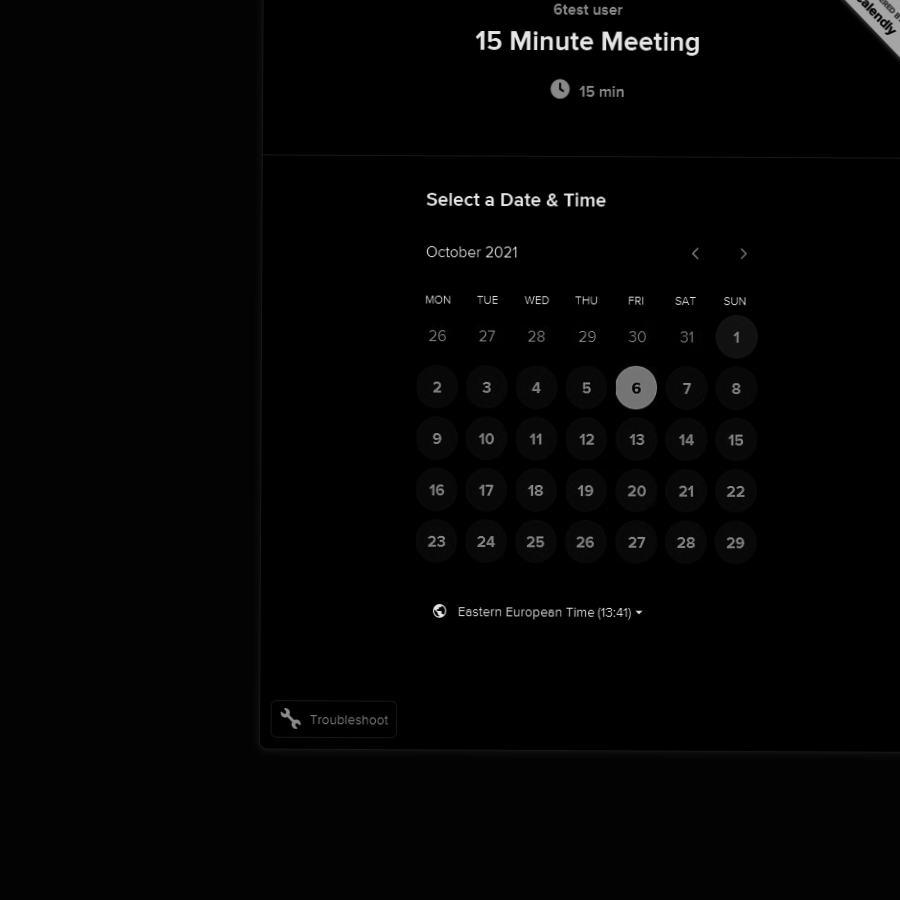 6test user
15 Minute Meeting
15 min
Calendly
Select a Date & Time
October 2021
MON TUE WED THU FRI SAT SUN
26 27 28 29 30 31 1
2 3 4 5 6 7 8
9 10 11 12 13 14 15
16 17 18 19 20 21 22
23 24 25 26 27 28 29
Eastern European Time (13:41)
Troubleshoot